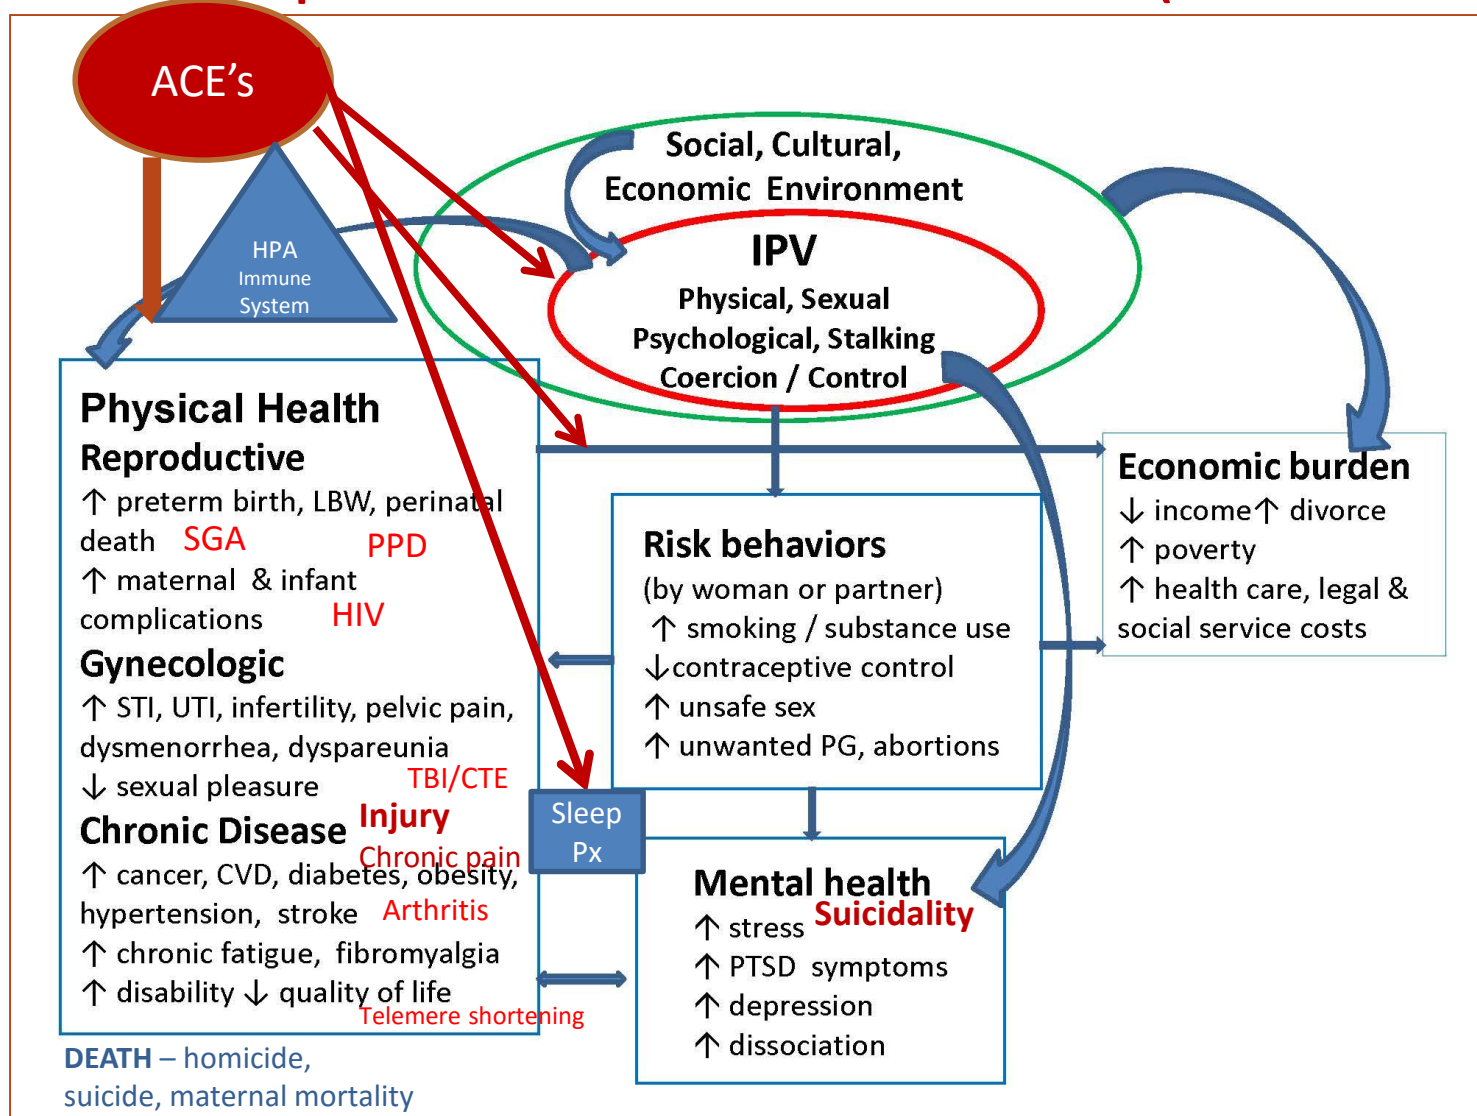 ACE's
HPA
Immune
System
Social, Cultural,
Economic Environment
IPV
Physical, Sexual
Psychological, Stalking
Coercion / Control
Physical Health
Reproductive
↑ preterm birth, LBW, perinatal
death SGA PPD
↑ maternal & infant
complications HIV
Gynecologic
↑ STI, UTI, infertility, pelvic pain,
dysmenorrhea, dyspareunia
↓ sexual pleasure TBI/CTE
Chronic Disease Injury
Chronic pain
↑ cancer, CVD, diabetes, obesity,
hypertension, stroke Arthritis
↑ chronic fatigue, fibromyalgia
↑ disability ↓ quality of life
Telemere shortening
DEATH – homicide,
suicide, maternal mortality
Risk behaviors
(by woman or partner)
↑ smoking / substance use
↓contraceptive control
↑ unsafe sex
↑ unwanted PG, abortions
Sleep
Px
Mental health
Suicidality
↑ stress
↑ PTSD symptoms
↑ depression
↑ dissociation
Economic burden
↓ income↑ divorce
↑ poverty
↑ health care, legal &
social service costs